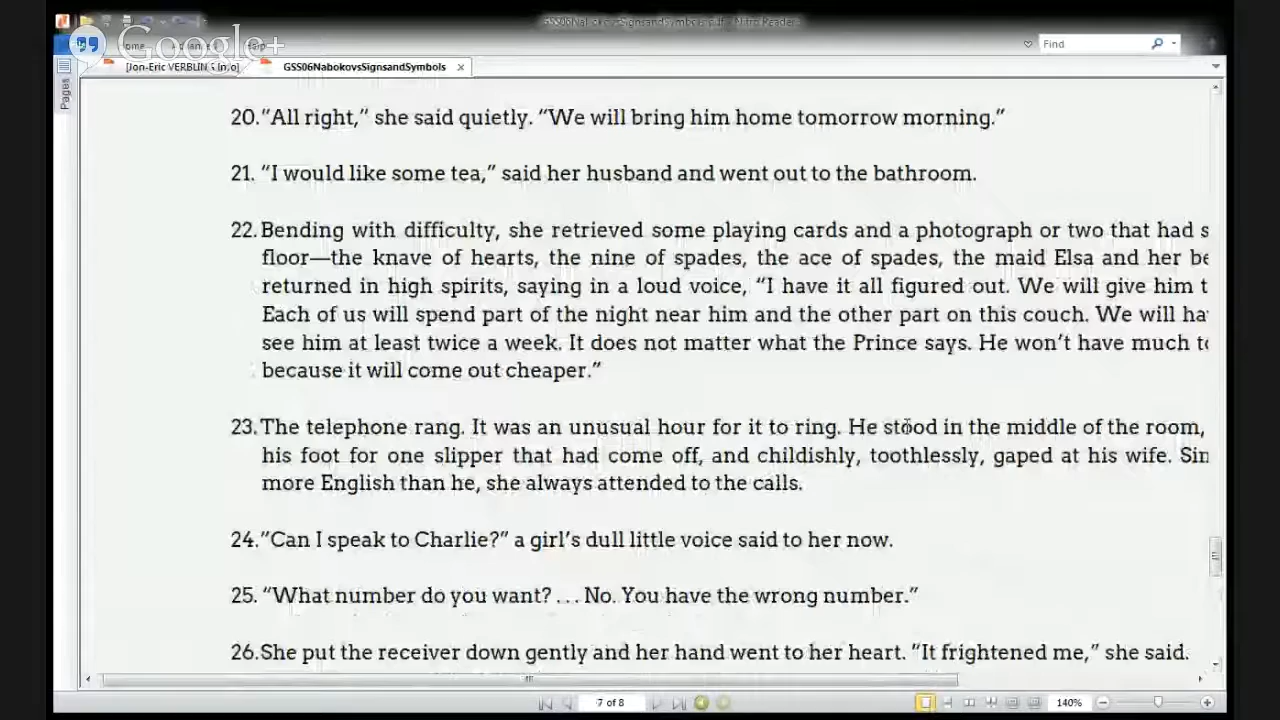 GSS06NabokovsSignsandSymbols.pdf - Nitro Reader
Google+
Home
Help
Find
[Jon-Eric VERBLIN
GSS06NabokovsSignsandSymbols
Pages
20. “All right,” she said quietly. “We will bring him home tomorrow morning.”
21. “I would like some tea,” said her husband and went out to the bathroom.
22. Bending with difficulty, she retrieved some playing cards and a photograph or two that had s
floor—the knave of hearts, the nine of spades, the ace of spades, the maid Elsa and her be
returned in high spirits, saying in a loud voice, “I have it all figured out. We will give him t
Each of us will spend part of the night near him and the other part on this couch. We will ha
see him at least twice a week. It does not matter what the Prince says. He won’t have much to
because it will come out cheaper.”
23. The telephone rang. It was an unusual hour for it to ring. He stood in the middle of the room,
his foot for one slipper that had come off, and childishly, toothlessly, gaped at his wife. Sin
more English than he, she always attended to the calls.
24. ”Can I speak to Charlie?” a girl’s dull little voice said to her now.
25. “What number do you want? . . . No. You have the wrong number.”
26. She put the receiver down gently and her hand went to her heart. “It frightened me,” she said.
7 of 8
140%